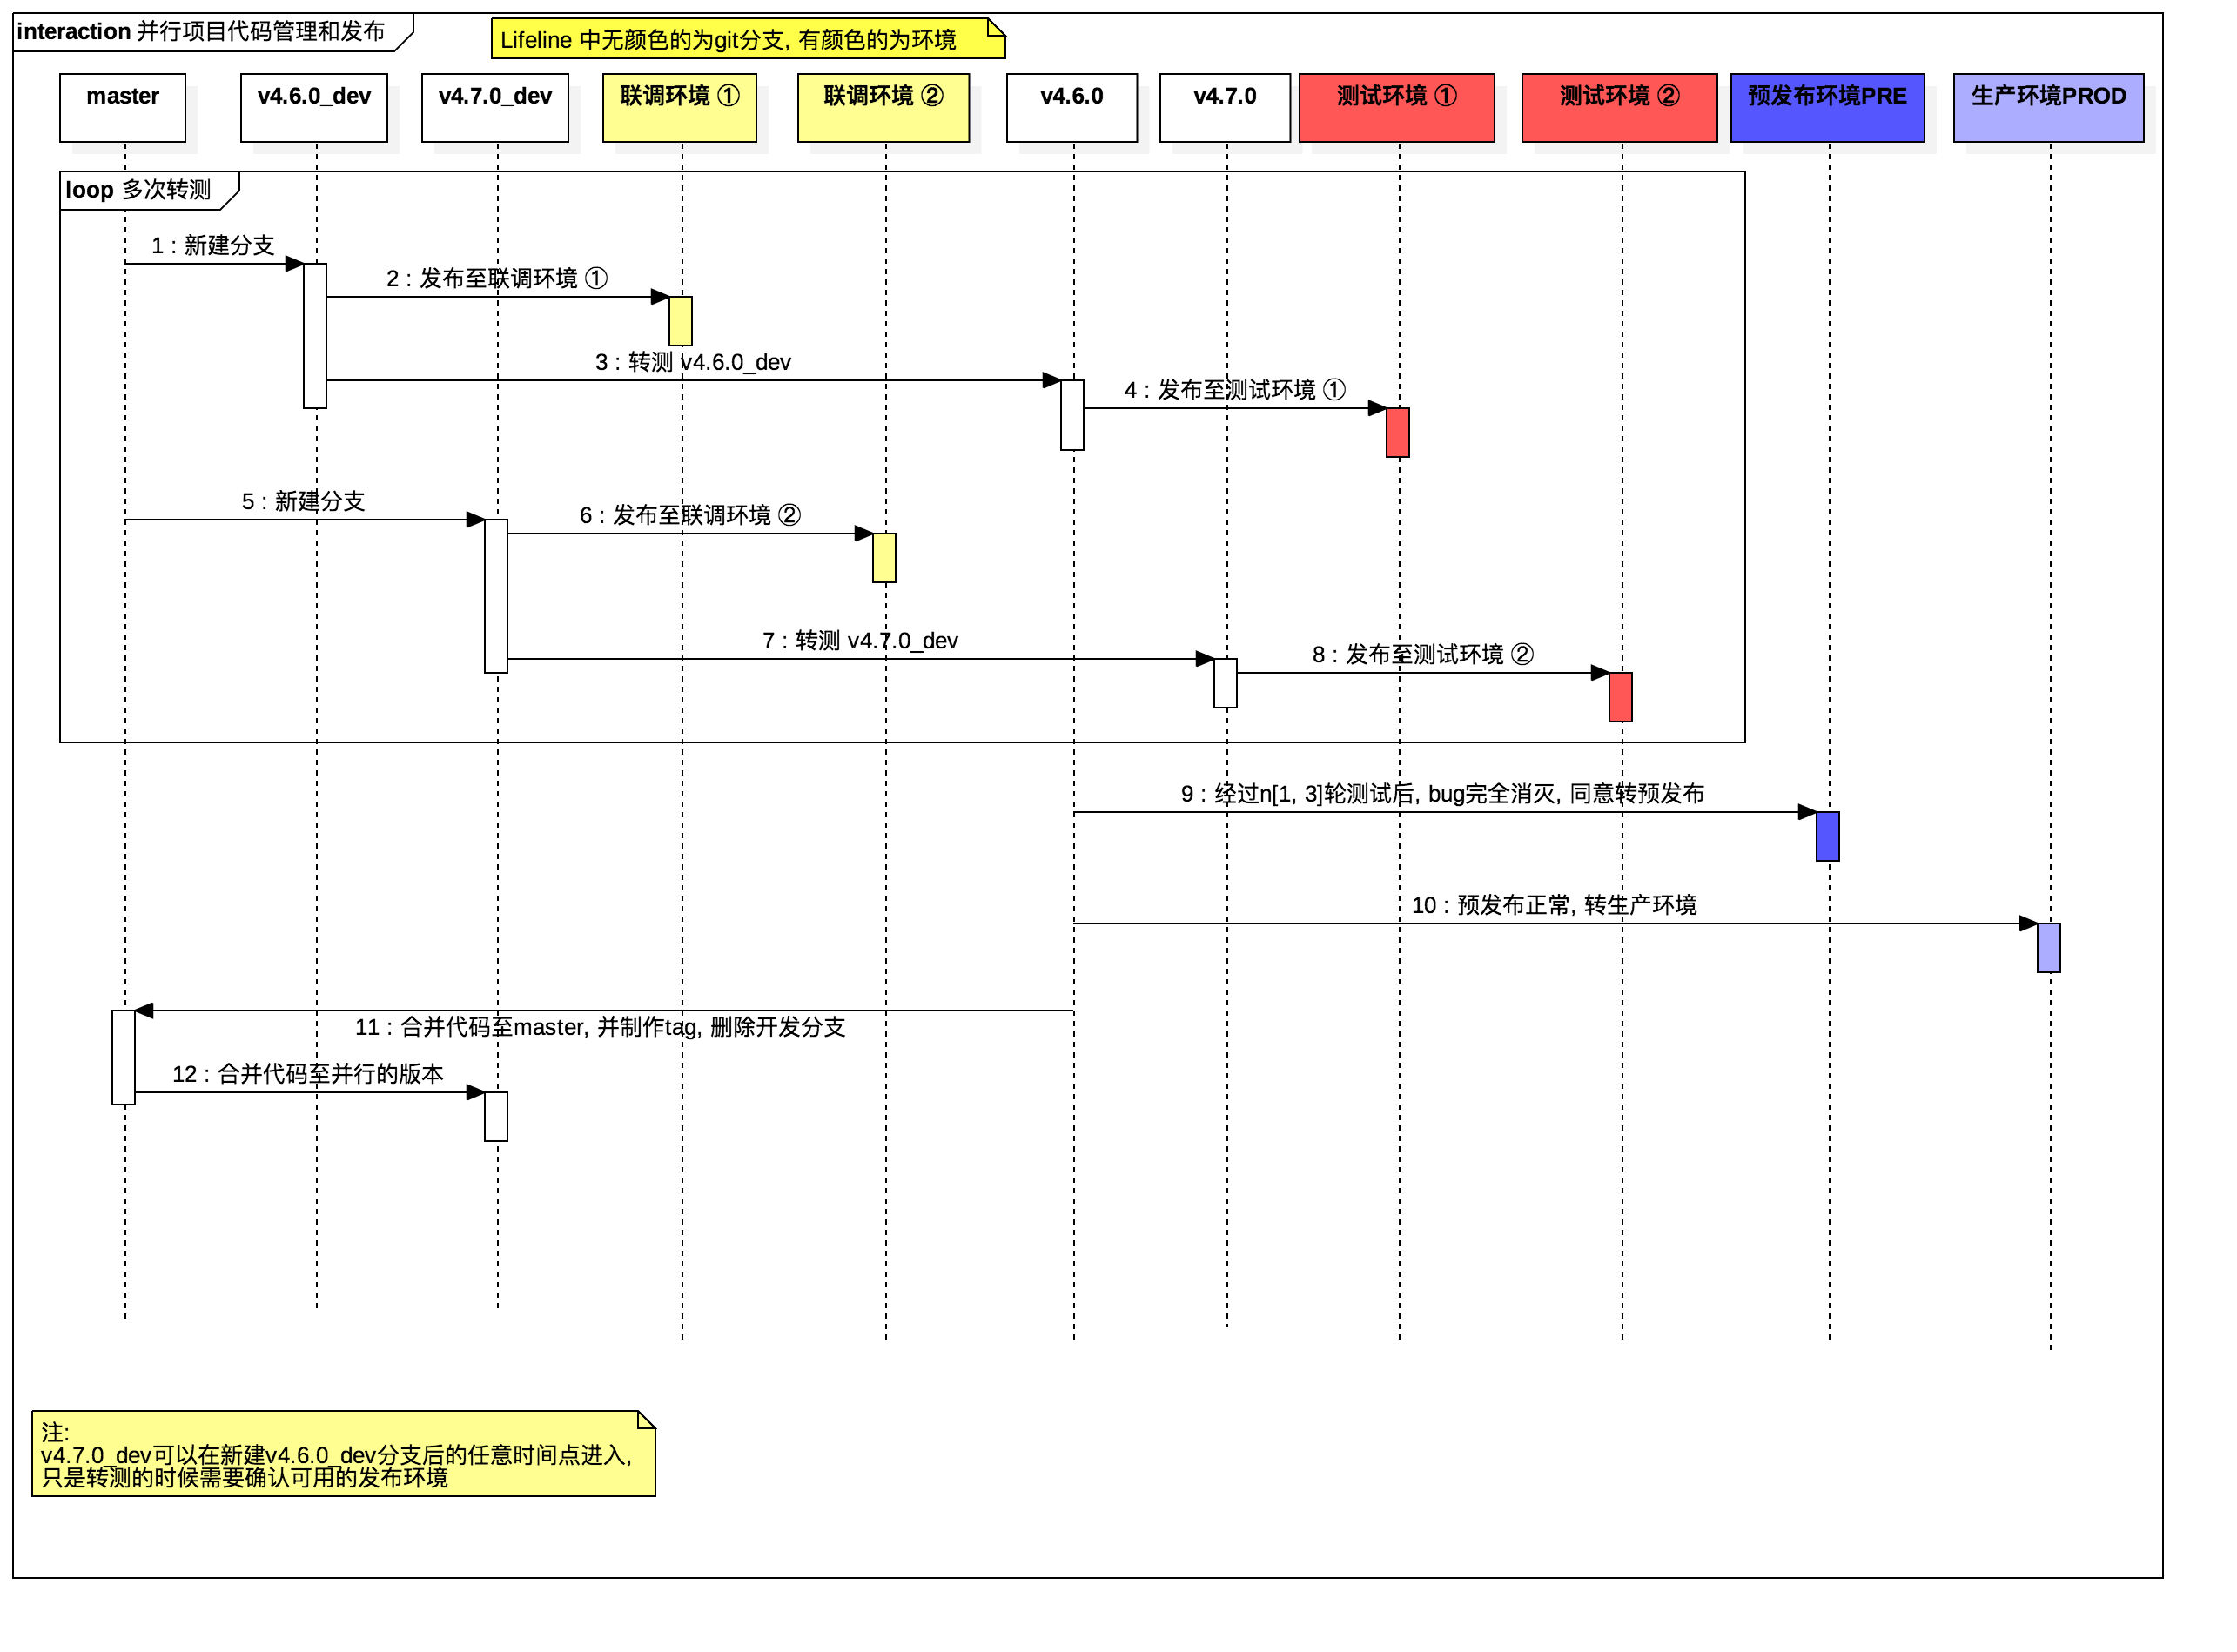 interaction 并行项目代码管理和发布
Lifeline 中无颜色的为git分支, 有颜色的为环境
master
v4.6.0_dev
v4.7.0_dev
联调环境 ①
联调环境 ②
v4.6.0
v4.7.0
测试环境 ①
测试环境 ②
预发布环境PRE
生产环境PROD
loop 多次转测
1 : 新建分支
2 : 发布至联调环境 ①
3 : 转测 v4.6.0_dev
4 : 发布至测试环境 ①
5 : 新建分支
6 : 发布至联调环境 ②
7 : 转测 v4.7.0_dev
8 : 发布至测试环境 ②
9 : 经过n[1, 3]轮测试后, bug完全消灭, 同意转预发布
10 : 预发布正常, 转生产环境
11 : 合并代码至master, 并制作tag, 删除开发分支
12 : 合并代码至并行的版本
注:
v4.7.0_dev可以在新建v4.6.0_dev分支后的任意时间点进入,
只是转测的时候需要确认可用的发布环境